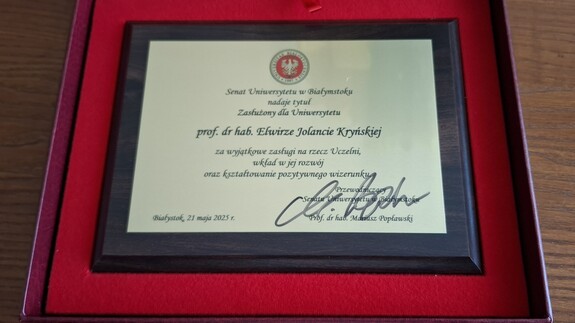 Senat Uniwersytetu w Białymstoku
nadaje tytuł
Zasłużony dla Uniwersytetu
prof. dr hab. Elwirze Jolancie Kryńskiej
za wyjątkowe zasługi na rzecz Uczelni,
wkład w jej rozwój
oraz kształtowanie pozytywnego wizerunku
Przewodniczący
Senatu Uniwersytetu w Białymstoku
Białystok, 21 maja 2025 r.
Prof. dr hab. Mariusz Popławski